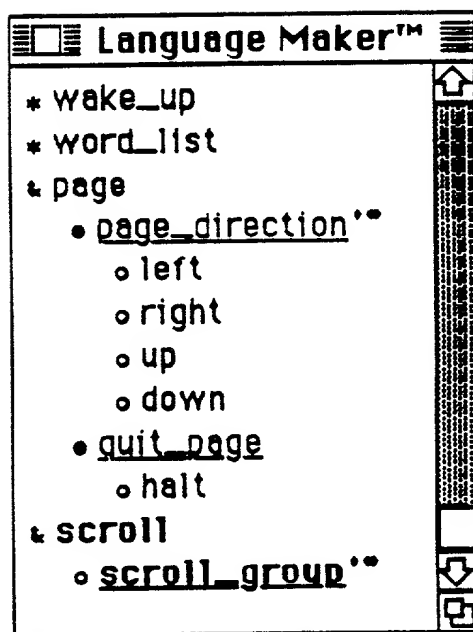 Language Maker™
* wake_up
* word_list
& page
• page_direction'∞
○ left
○ right
○ up
○ down
• quit_page
○ halt
& scroll
○ scroll_group'∞